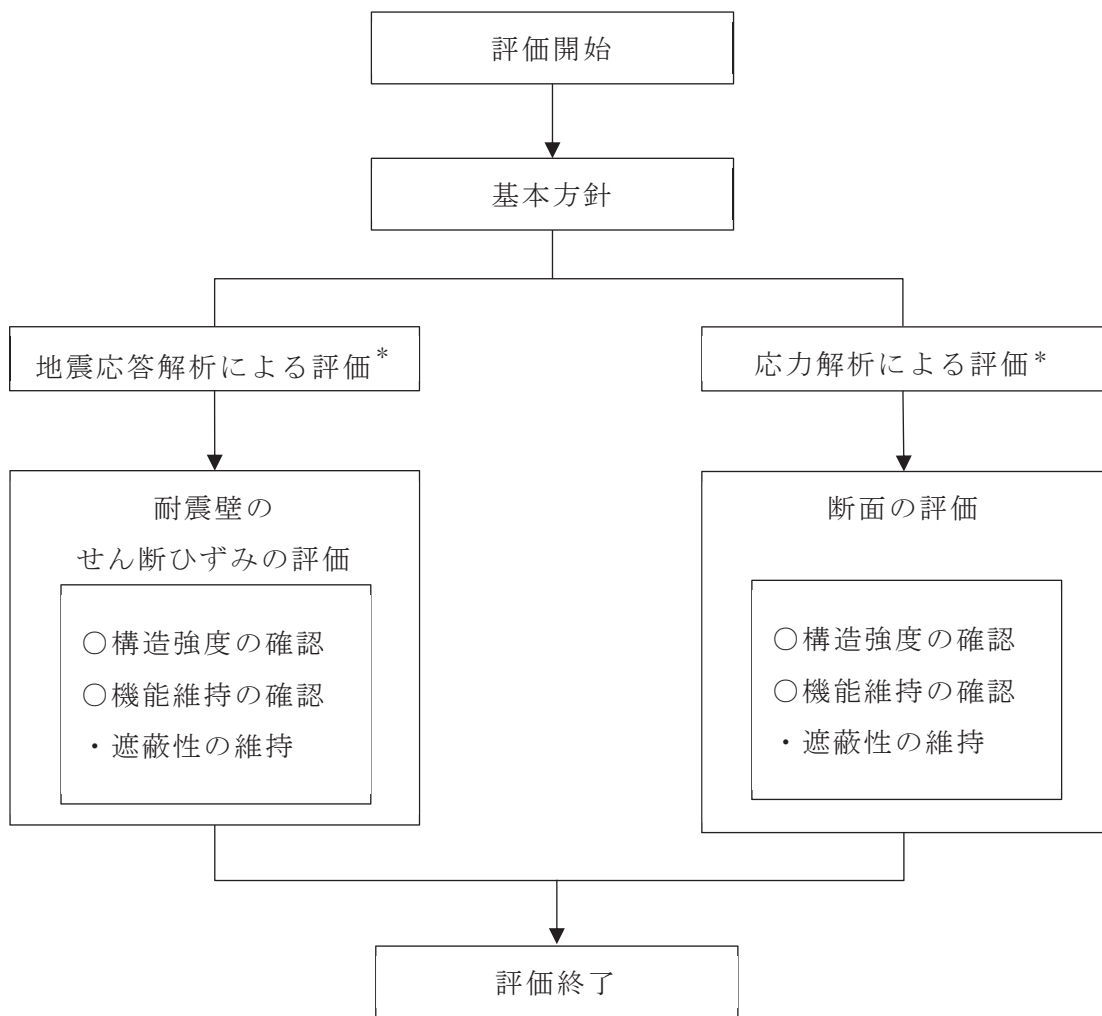 評価開始
基本方針
地震応答解析による評価*
応力解析による評価*
耐震壁の
せん断ひずみの評価
○構造強度の確認
○機能維持の確認
・遮蔽性の維持
断面の評価
○構造強度の確認
○機能維持の確認
・遮蔽性の維持
評価終了